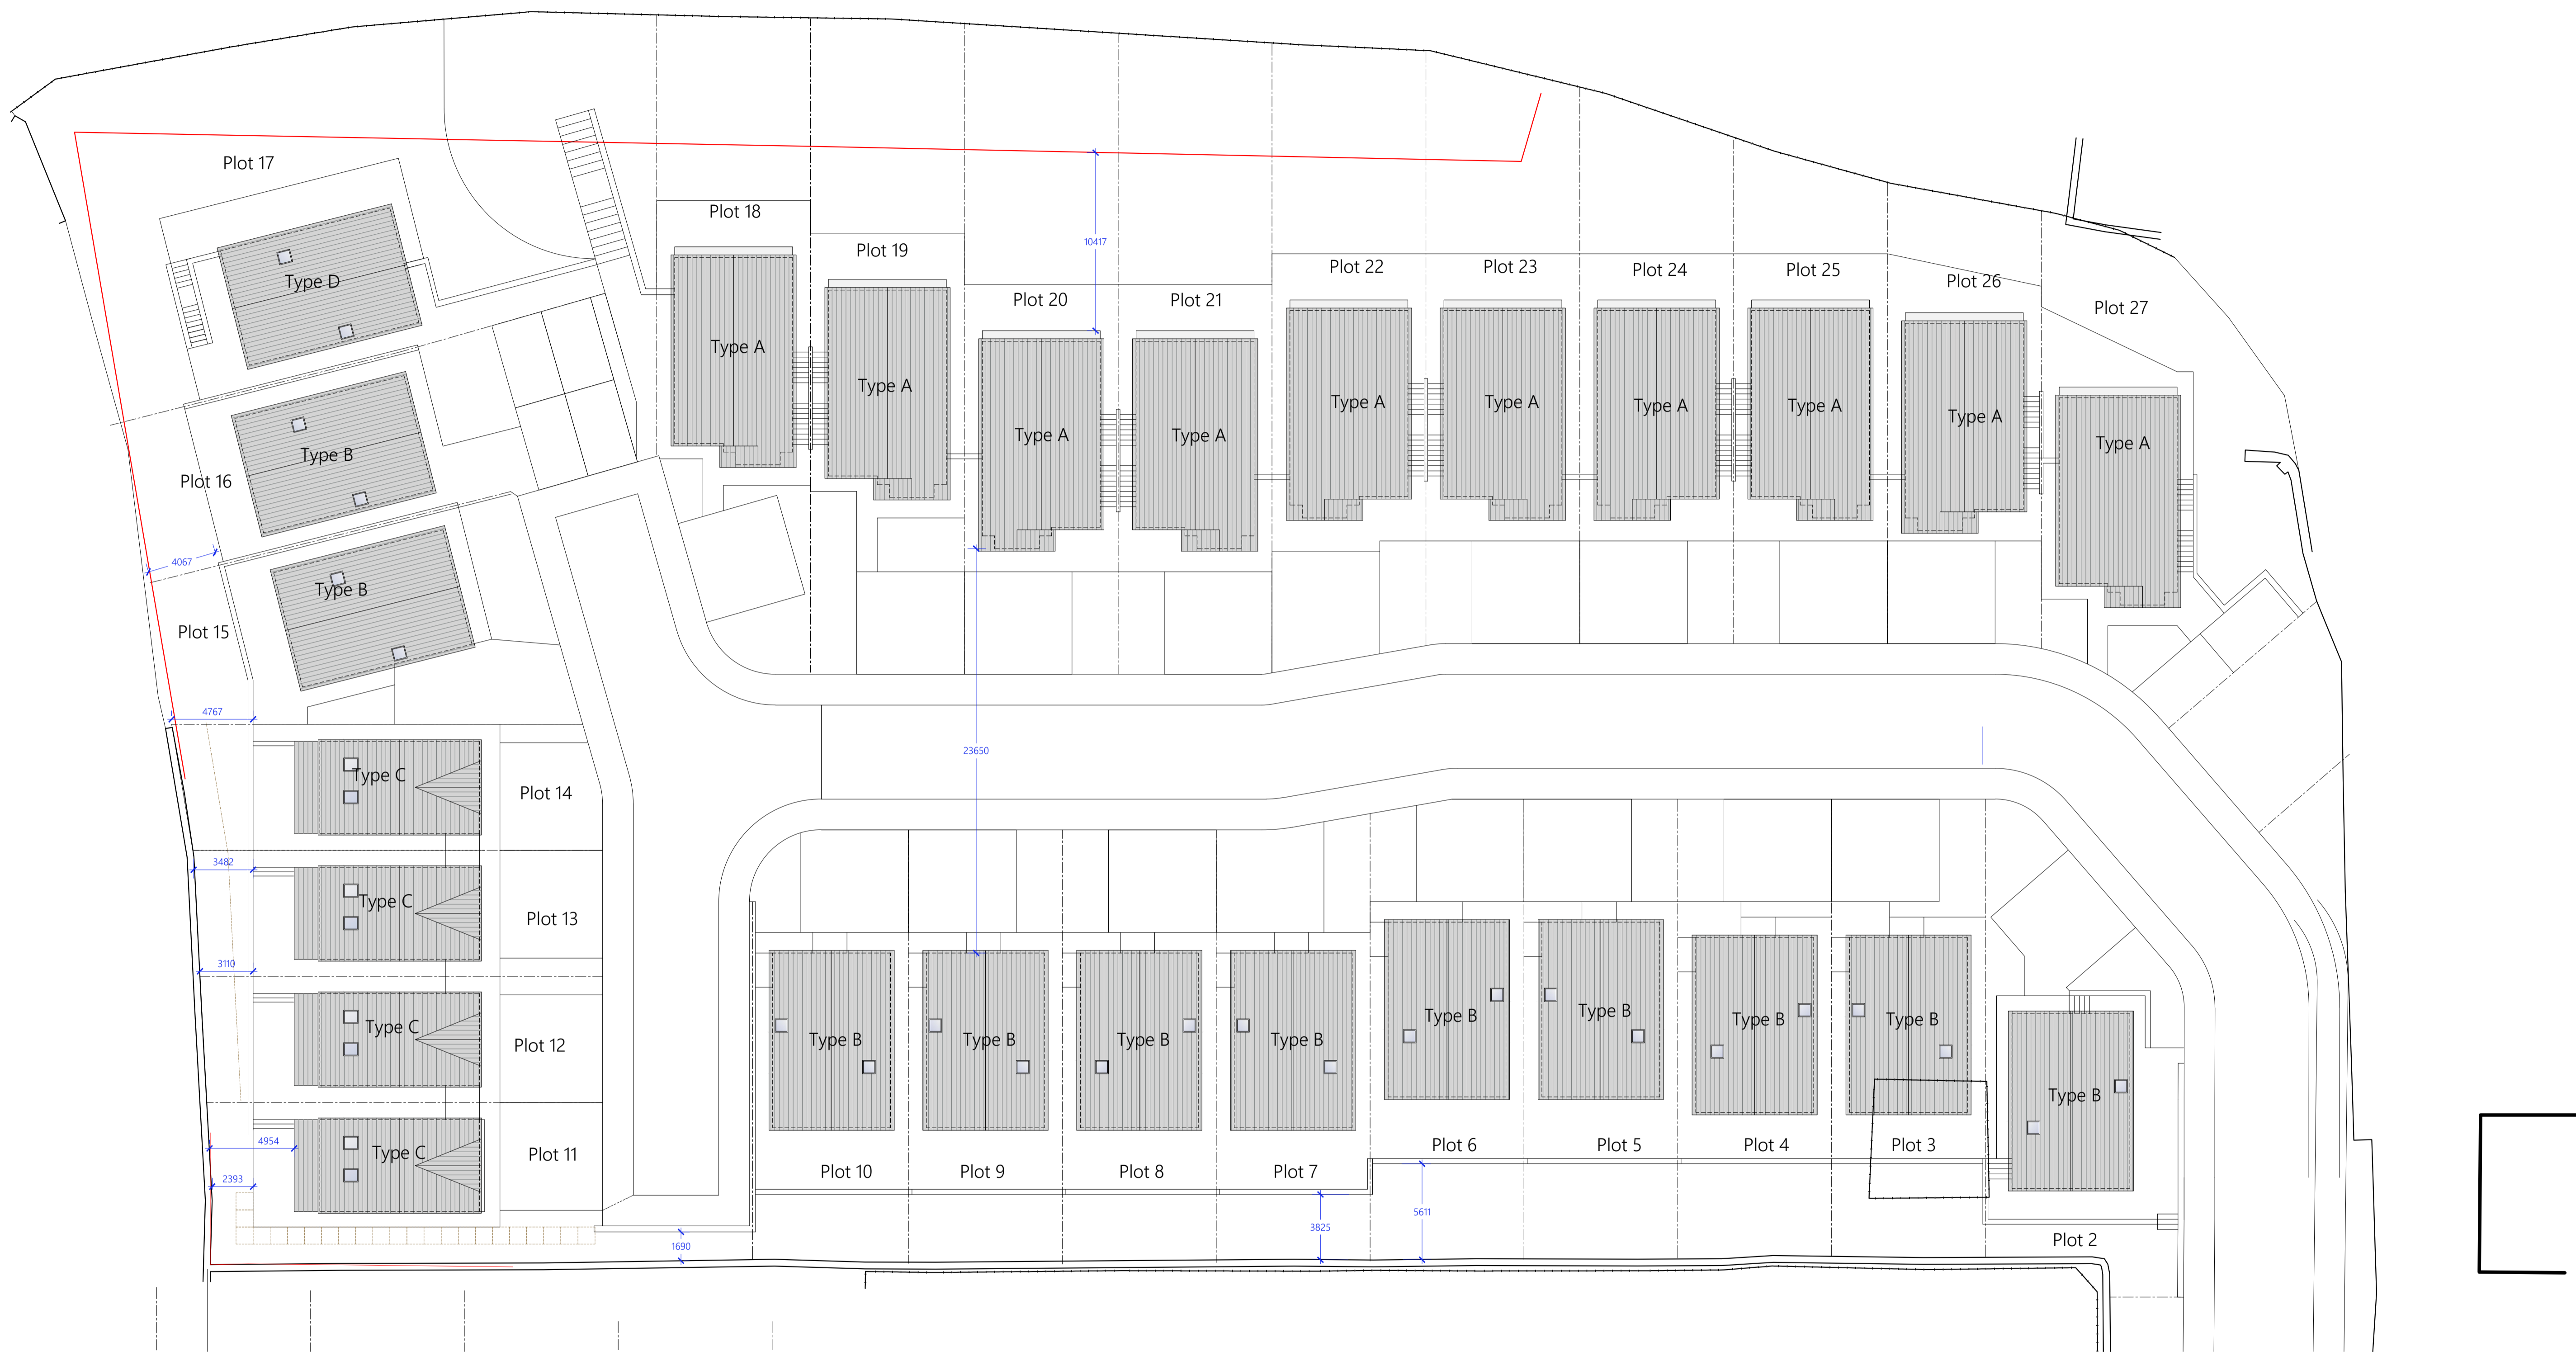 Plot 17
Type D
Plot 18
Plot 19
Plot 20
Plot 21
Plot 22
Plot 23
Plot 24
Plot 25
Plot 26
Plot 27
10417
Type A
Type A
Type A
Type A
Type A
Type A
Type A
Type A
Type A
Type A
Type B
Plot 16
4067
Type B
Plot 15
4767
23650
Type C
Plot 14
3482
Type C
Plot 13
3110
Type C
Plot 12
4954
Type C
Plot 11
2393
Type B
Type B
Type B
Type B
Type B
Type B
Type B
Type B
Type B
Plot 10
Plot 9
Plot 8
Plot 7
Plot 6
Plot 5
Plot 4
Plot 3
Plot 2
1690
3825
5611